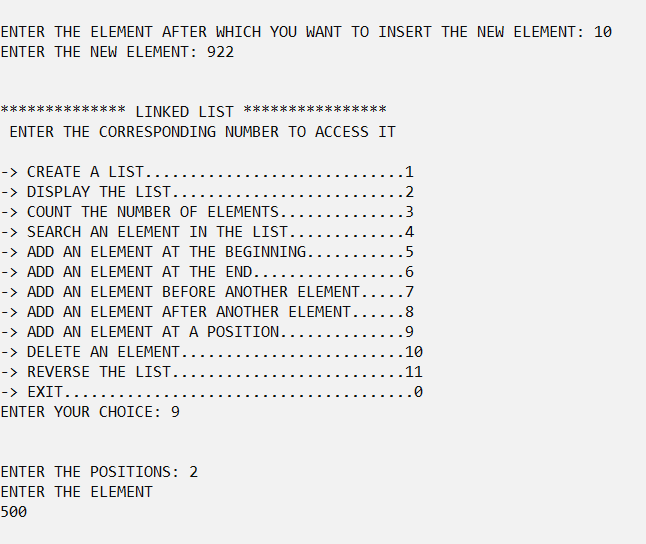 ENTER THE ELEMENT AFTER WHICH YOU WANT TO INSERT THE NEW ELEMENT: 10
ENTER THE NEW ELEMENT: 922
************** LINKED LIST ****************
ENTER THE CORRESPONDING NUMBER TO ACCESS IT
-> CREATE A LIST.............................1
-> DISPLAY THE LIST..........................2
-> COUNT THE NUMBER OF ELEMENTS..............3
-> SEARCH AN ELEMENT IN THE LIST.............4
-> ADD AN ELEMENT AT THE BEGINNING...........5
-> ADD AN ELEMENT AT THE END.................6
-> ADD AN ELEMENT BEFORE ANOTHER ELEMENT.....7
-> ADD AN ELEMENT AFTER ANOTHER ELEMENT......8
-> ADD AN ELEMENT AT A POSITION..............9
-> DELETE AN ELEMENT.........................10
-> REVERSE THE LIST..........................11
-> EXIT.......................................0
ENTER YOUR CHOICE: 9
ENTER THE POSITIONS: 2
ENTER THE ELEMENT
500